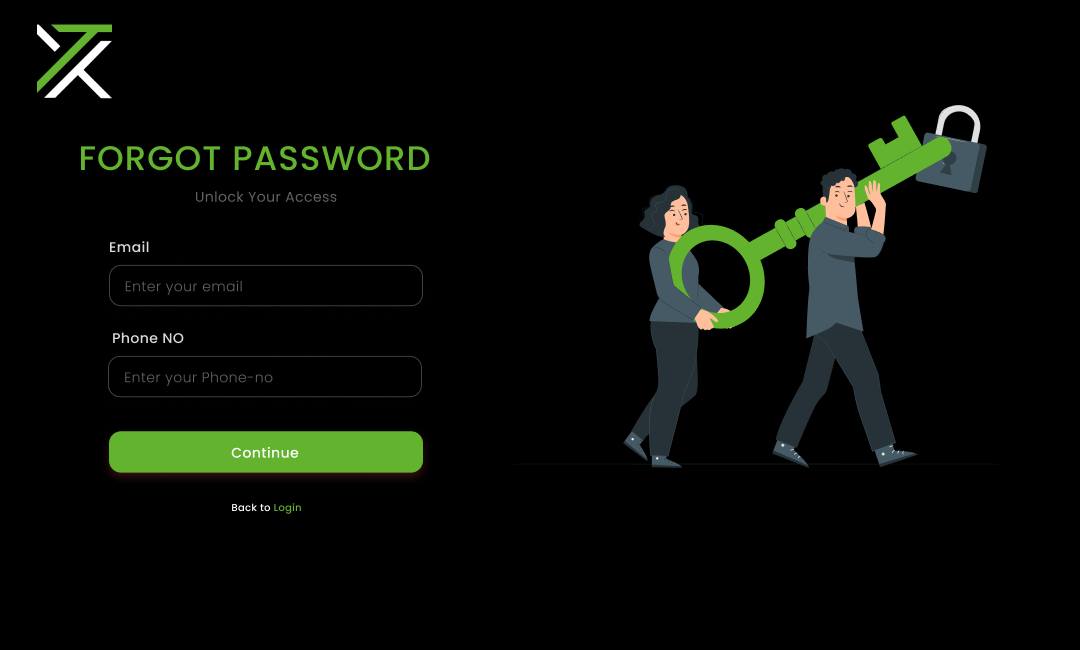 FORGOT PASSWORD
Unlock Your Access
Email
Enter your email
Phone NO
Enter your Phone-no
Continue
Back to Login